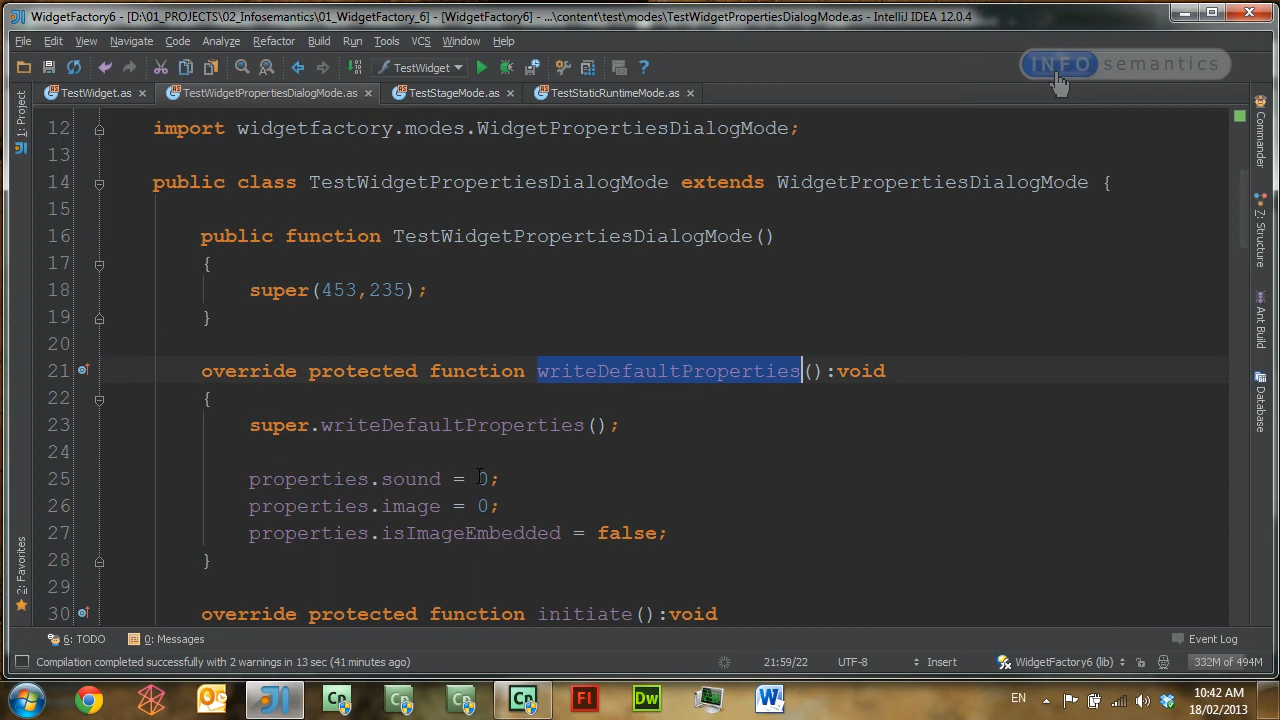 WidgetFactory6 - [D:\01_PROJECTS\02_Infosemantics\01_WidgetFactory_6] - [WidgetFactory6] - ...\content\test\modes\TestWidgetPropertiesDialogMode.as - IntelliJ IDEA 12.0.4
File Edit View Navigate Code Analyze Refactor Build Run Tools VCS Window Help
TestWidget
INFO semantics
TestWidget.as TestWidgetPropertiesDialogMode.as TestStageMode.as TestStaticRuntimeMode.as
1: Project
Commander
Z: Structure
Ant Build
Database
2: Favorites
12 import widgetfactory.modes.WidgetPropertiesDialogMode;
13
14 public class TestWidgetPropertiesDialogMode extends WidgetPropertiesDialogMode {
15
16 public function TestWidgetPropertiesDialogMode()
17 {
18 super(453,235);
19 }
20
21 override protected function writeDefaultProperties():void
22 {
23 super.writeDefaultProperties();
24
25 properties.sound = 0;
26 properties.image = 0;
27 properties.isImageEmbedded = false;
28 }
29
30 override protected function initiate():void
6: TODO 0: Messages Event Log
Compilation completed successfully with 2 warnings in 13 sec (41 minutes ago) 21:59/22 UTF-8 Insert WidgetFactory6 (lib) 332M of 494M
EN 10:42 AM
18/02/2013